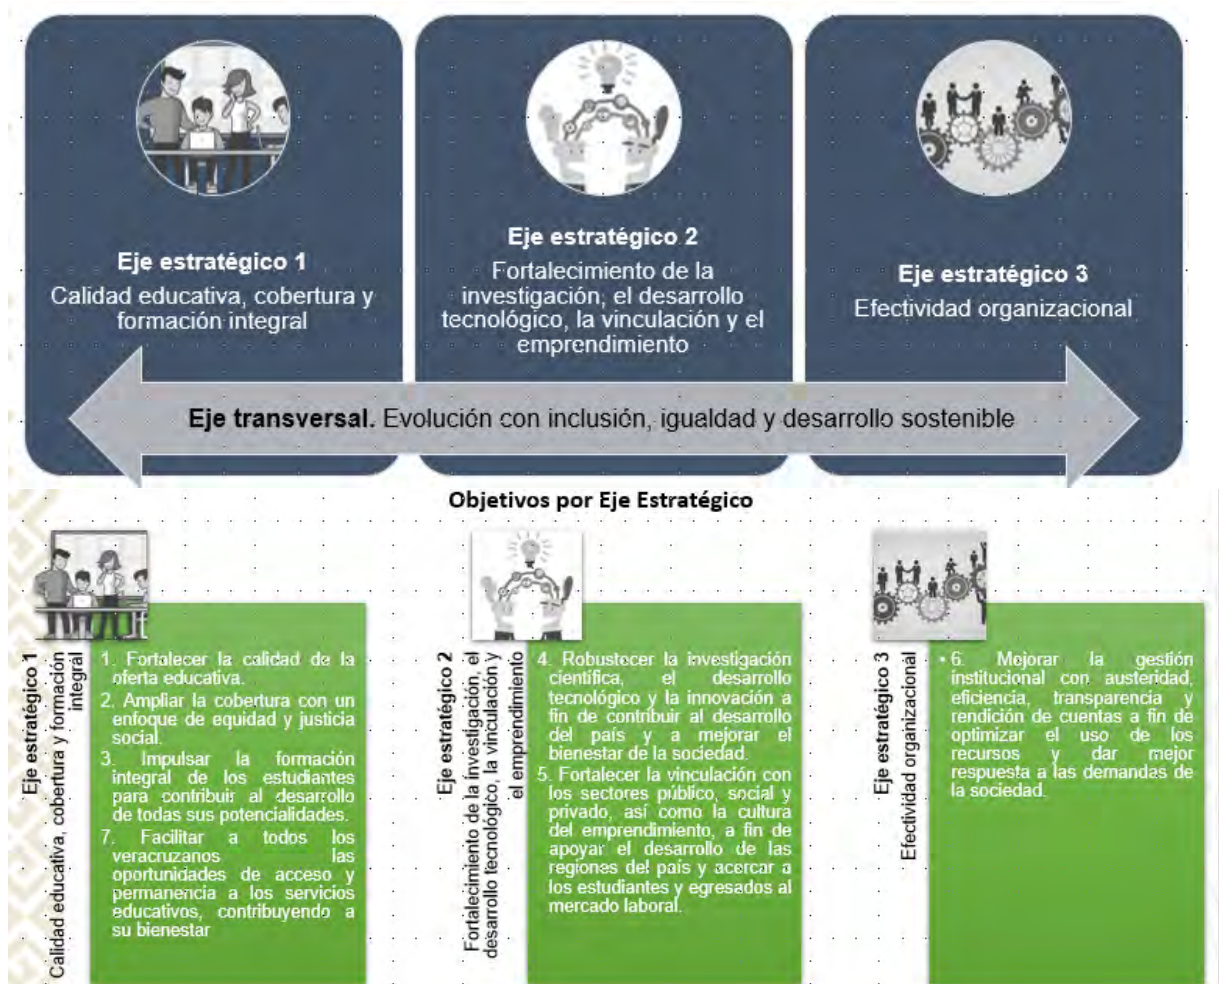 Eje estratégico 1
Calidad educativa, cobertura y
formación integral
Eje estratégico 2
Fortalecimiento de la
investigación, el desarrollo
tecnológico, la vinculación y el
emprendimiento
Eje estratégico 3
Efectividad organizacional
Eje transversal. Evolución con inclusión, igualdad y desarrollo sostenible
Objetivos por Eje Estratégico
Eje estratégico 1
Calidad educativa, cobertura y formación
integral
1. Fortalecer la calidad de la
oferta educativa.
2. Ampliar la cobertura con un
enfoque de equidad y justicia
social.
3. Impulsar la formación
integral de los estudiantes
para contribuir al desarrollo
de todas sus potencialidades.
7. Facilitar a todos los
veracruzanos las
oportunidades de acceso y
permanencia a los servicios
educativos, contribuyendo a
su bienestar
Eje estratégico 2
Fortalecimiento de la investigación, el
desarrollo tecnológico, la vinculación y
el emprendimiento
4. Robustecer la investigación
científica, el desarrollo
tecnológico y la innovación a
fin de contribuir al desarrollo
del país y a mejorar el
bienestar de la sociedad.
5. Fortalecer la vinculación con
los sectores público, social y
privado, así como la cultura
del emprendimiento, a fin de
apoyar el desarrollo de las
regiones del país y acercar a
los estudiantes y egresados al
mercado laboral.
Eje estratégico 3
Efectividad organizacional
• 6. Mejorar la gestión
institucional con austeridad,
eficiencia, transparencia y
rendición de cuentas a fin de
optimizar el uso de los
recursos y dar mejor
respuesta a las demandas de
la sociedad.